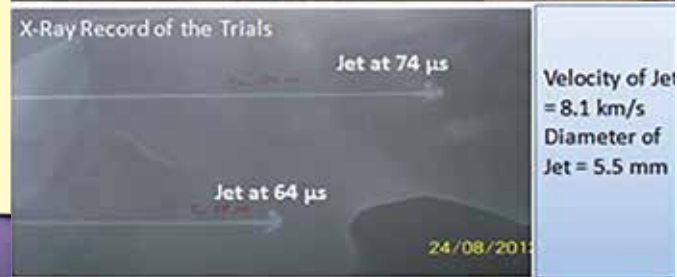 X-Ray Record of the Trials
Jet at 74 μs
Jet at 64 μs
24/08/201
Velocity of Jet
= 8.1 km/s
Diameter of
Jet = 5.5 mm